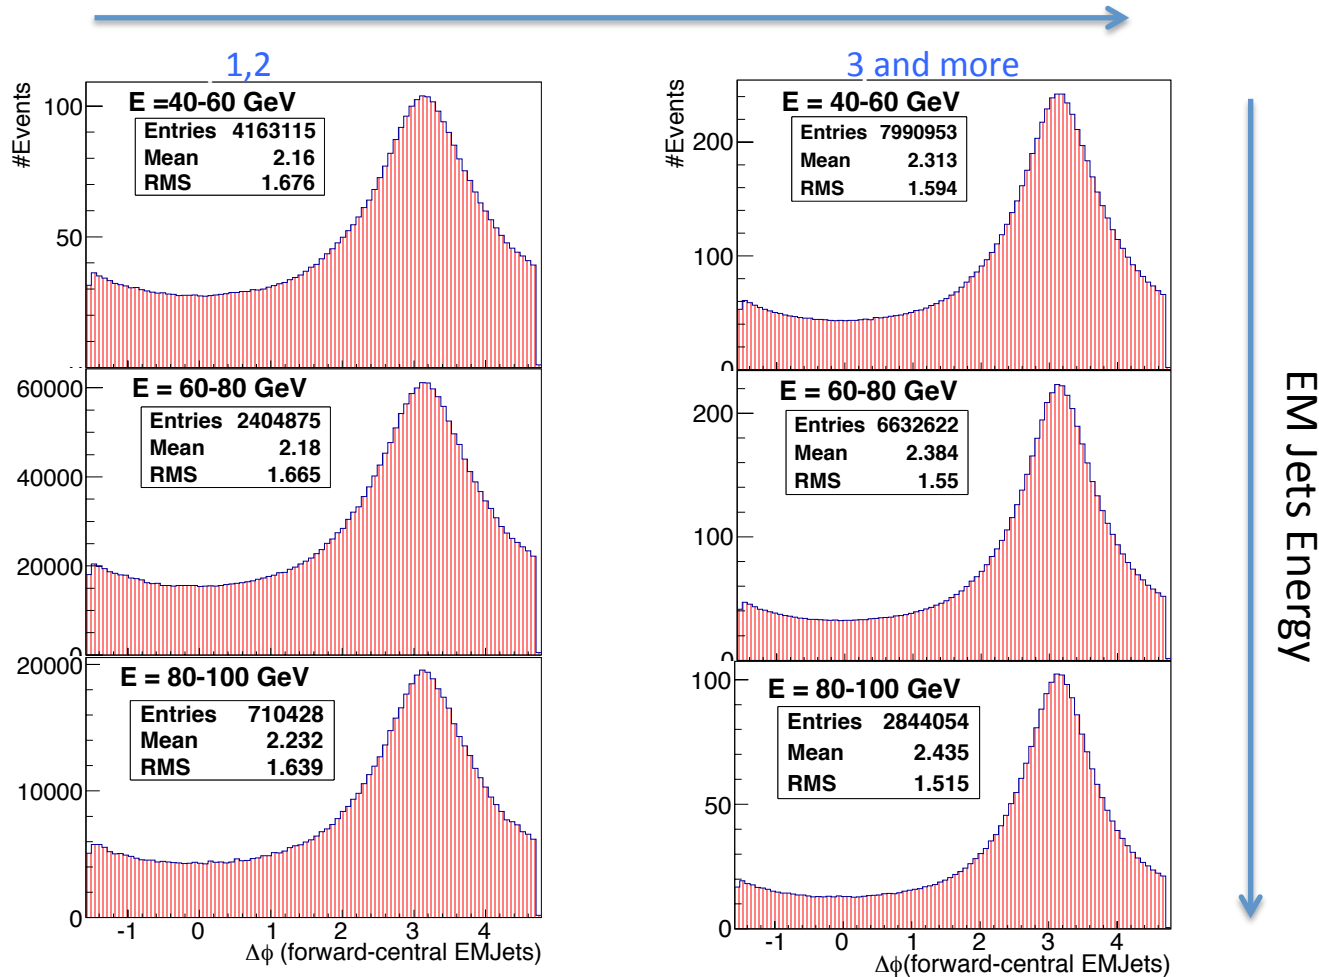 1,2
3 and more
#Events
E =40-60 GeV
Entries 4163115
Mean 2.16
RMS 1.676
100
50
#Events
E = 40-60 GeV
Entries 7990953
Mean 2.313
RMS 1.594
200
100
0
E = 60-80 GeV
Entries 2404875
Mean 2.18
RMS 1.665
60000
40000
20000
0
E = 60-80 GeV
Entries 6632622
Mean 2.384
RMS 1.55
200
100
0
E = 80-100 GeV
Entries 710428
Mean 2.232
RMS 1.639
20000
10000
0
-1 0 1 2 3 4
Δϕ (forward-central EMJets)
E = 80-100 GeV
Entries 2844054
Mean 2.435
RMS 1.515
100
50
0
-1 0 1 2 3 4
Δϕ(forward-central EMJets)
EM Jets Energy